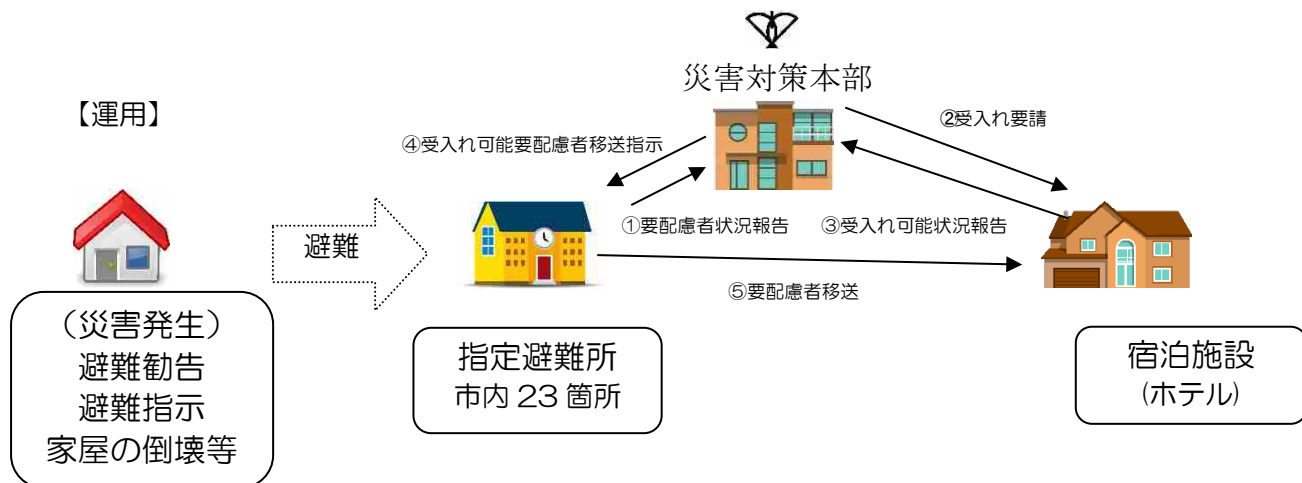 災害対策本部
【運用】
②受入れ要請
④受入れ可能要配慮者移送指示
①要配慮者状況報告
③受入れ可能状況報告
避難
⑤要配慮者移送
（災害発生）
避難勧告
避難指示
家屋の倒壊等
指定避難所
市内 23 箇所
宿泊施設
(ホテル)